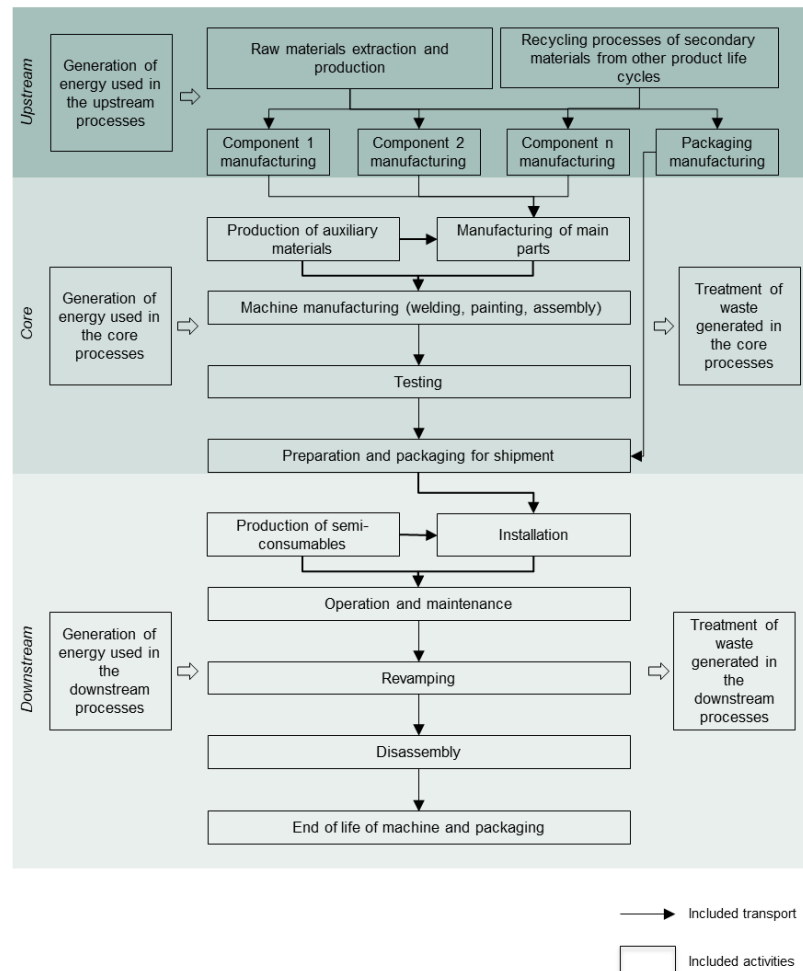 Upstream
Generation of
energy used in
the upstream
processes
Raw materials extraction and
production
Recycling processes of secondary
materials from other product life
cycles
Component 1
manufacturing
Component 2
manufacturing
Component n
manufacturing
Packaging
manufacturing
Core
Production of auxiliary
materials
Manufacturing of main
parts
Generation of
energy used in
the core
processes
Machine manufacturing (welding, painting, assembly)
Treatment of
waste
generated in
the core
processes
Testing
Preparation and packaging for shipment
Downstream
Production of semi-
consumables
Installation
Operation and maintenance
Generation of
energy used in
the
downstream
processes
Revamping
Treatment of
waste
generated in
the
downstream
processes
Disassembly
End of life of machine and packaging
Included transport
Included activities